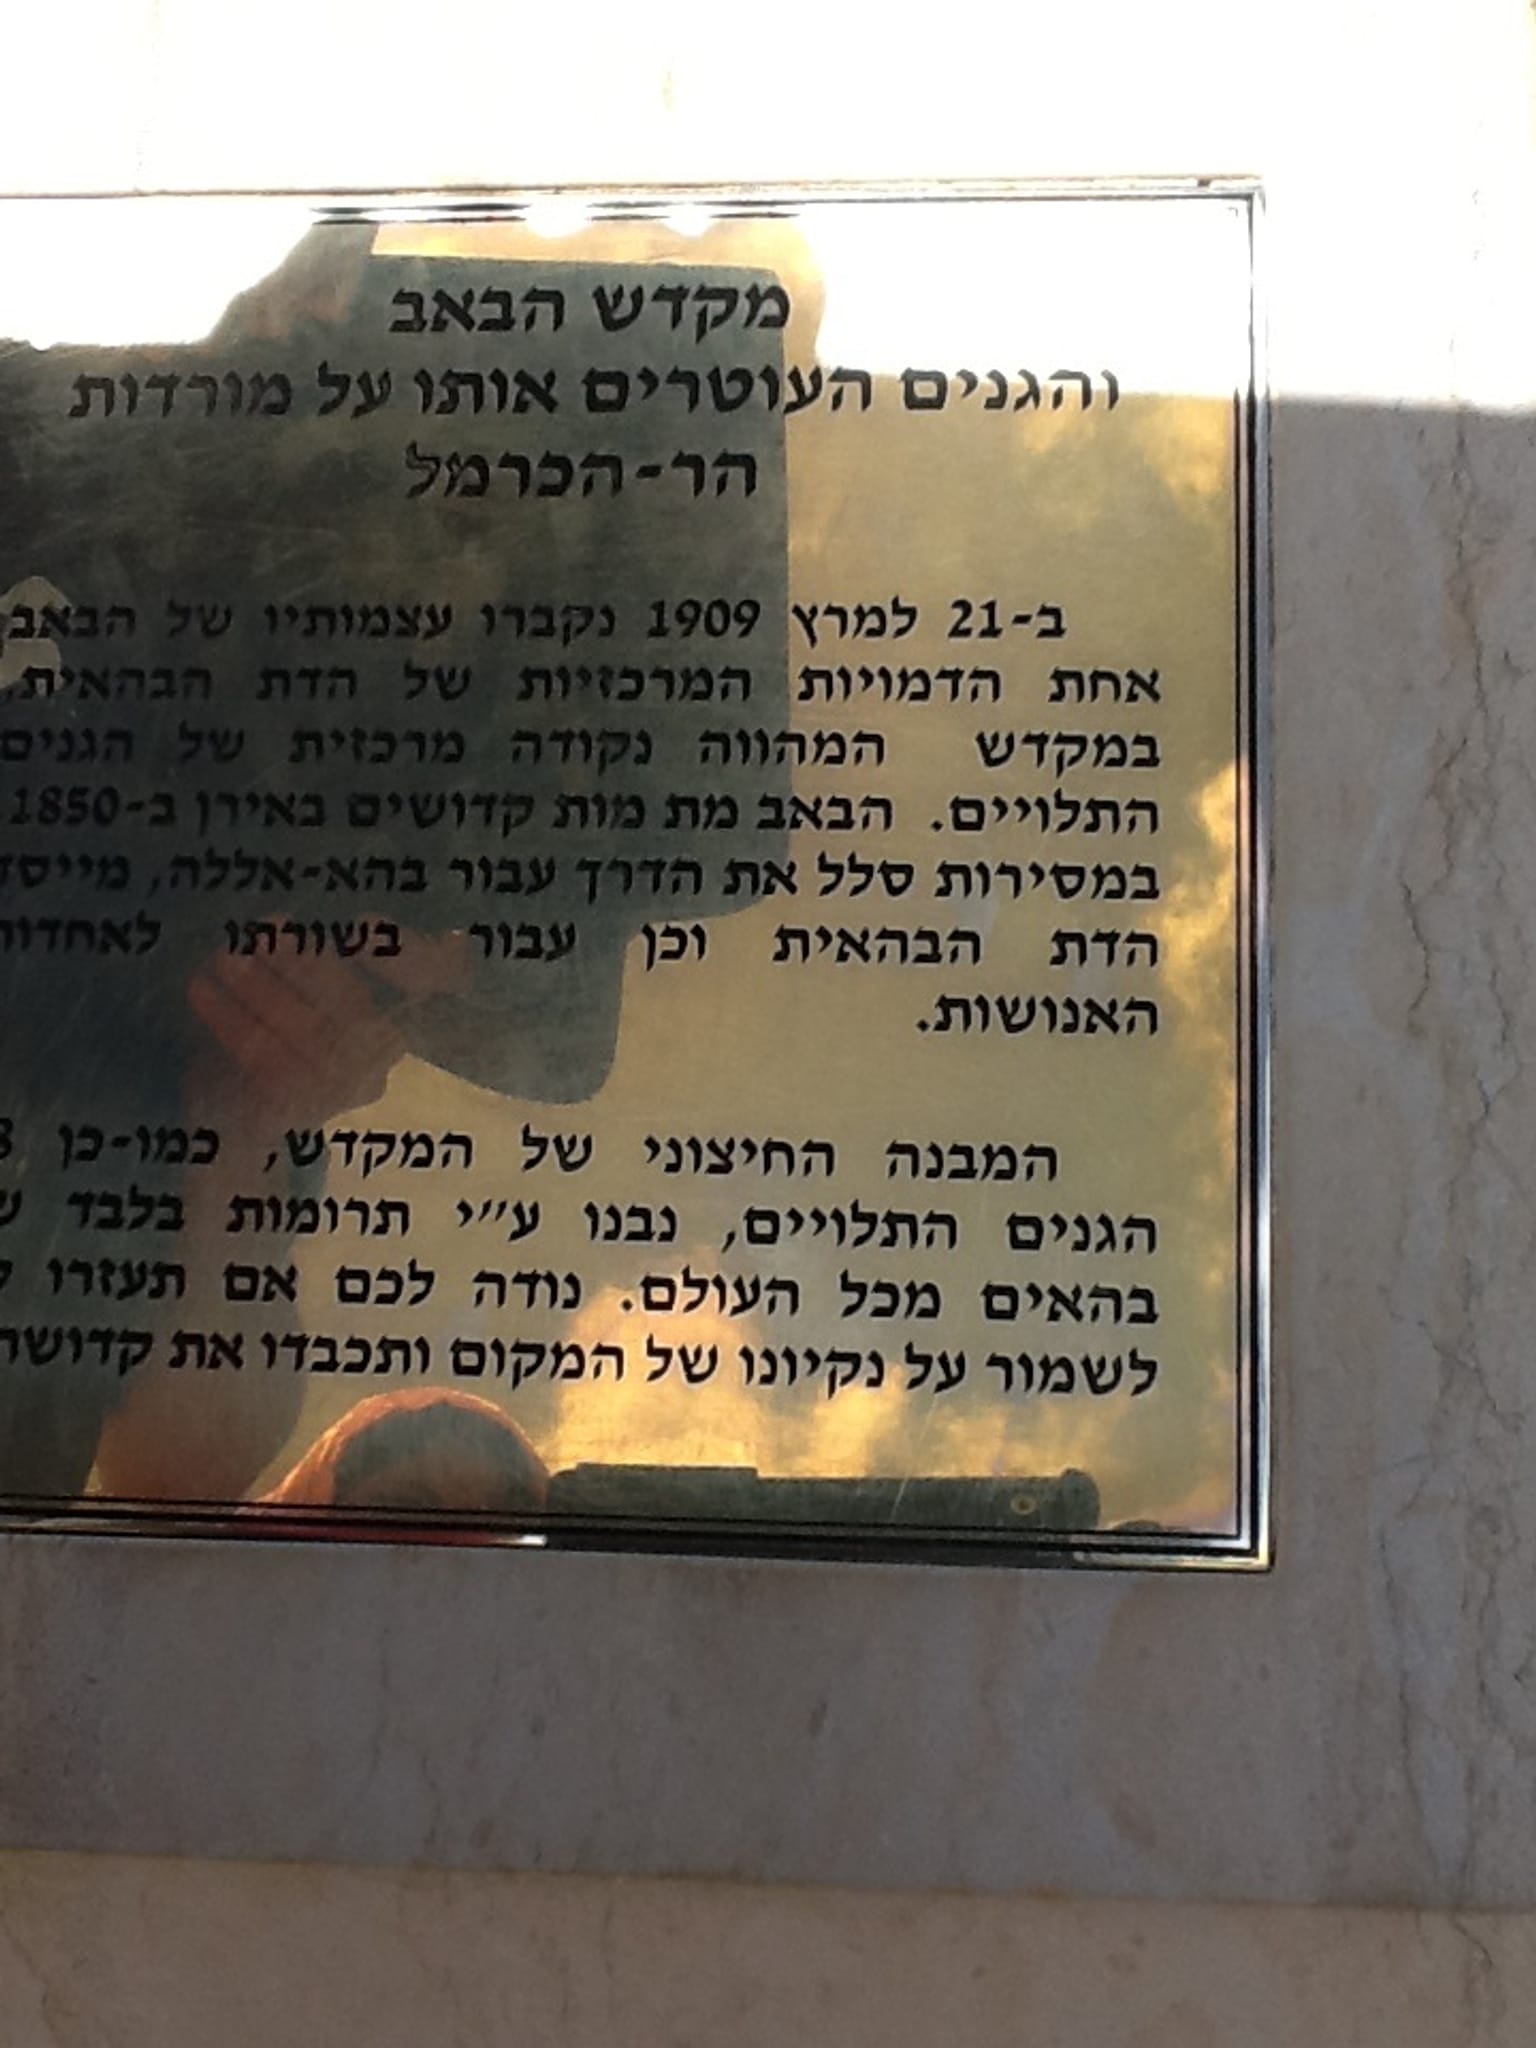 מקדש הבאב
והגנים העוטרים אותו על מורדות
הר-הכרמל
ב-21 למרץ 1909 נקברו עצמותיו של הבאב,
אחת הדמויות המרכזיות של הדת הבהאית,
במקדש המהווה נקודה מרכזית של הגנים
התלויים. הבאב מת מות קדושים באירן ב-1850.
במסירות סלל את הדרך עבור בהא-אללה, מייסד
הדת הבהאית וכן עבור בשורתו
האנושות.
המבנה החיצוני של המקדש, כמו-כן
הגנים התלויים, נבנו ע״י תרומות בלבד
בהאים מכל העולם. נודה לכם אם תעזרו
לשמור על נקיונו של המקום ותכבדו את